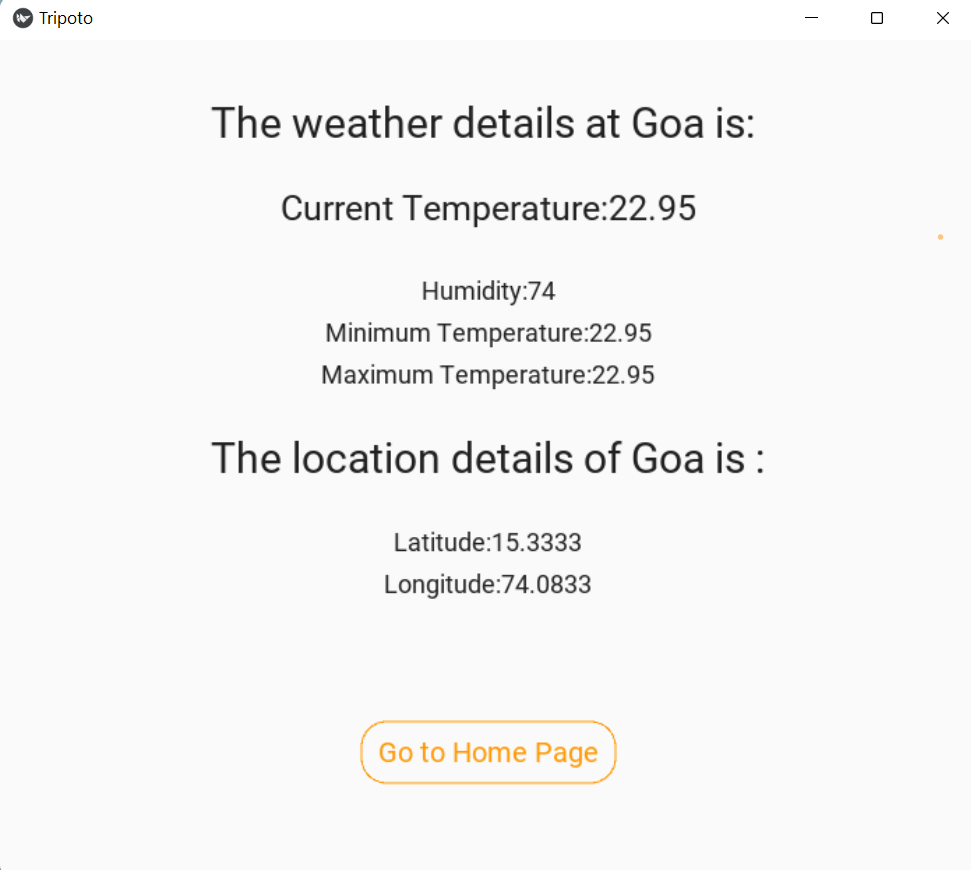 Tripoto
The weather details at Goa is:
Current Temperature:22.95
Humidity:74
Minimum Temperature:22.95
Maximum Temperature:22.95
The location details of Goa is :
Latitude:15.3333
Longitude:74.0833
Go to Home Page